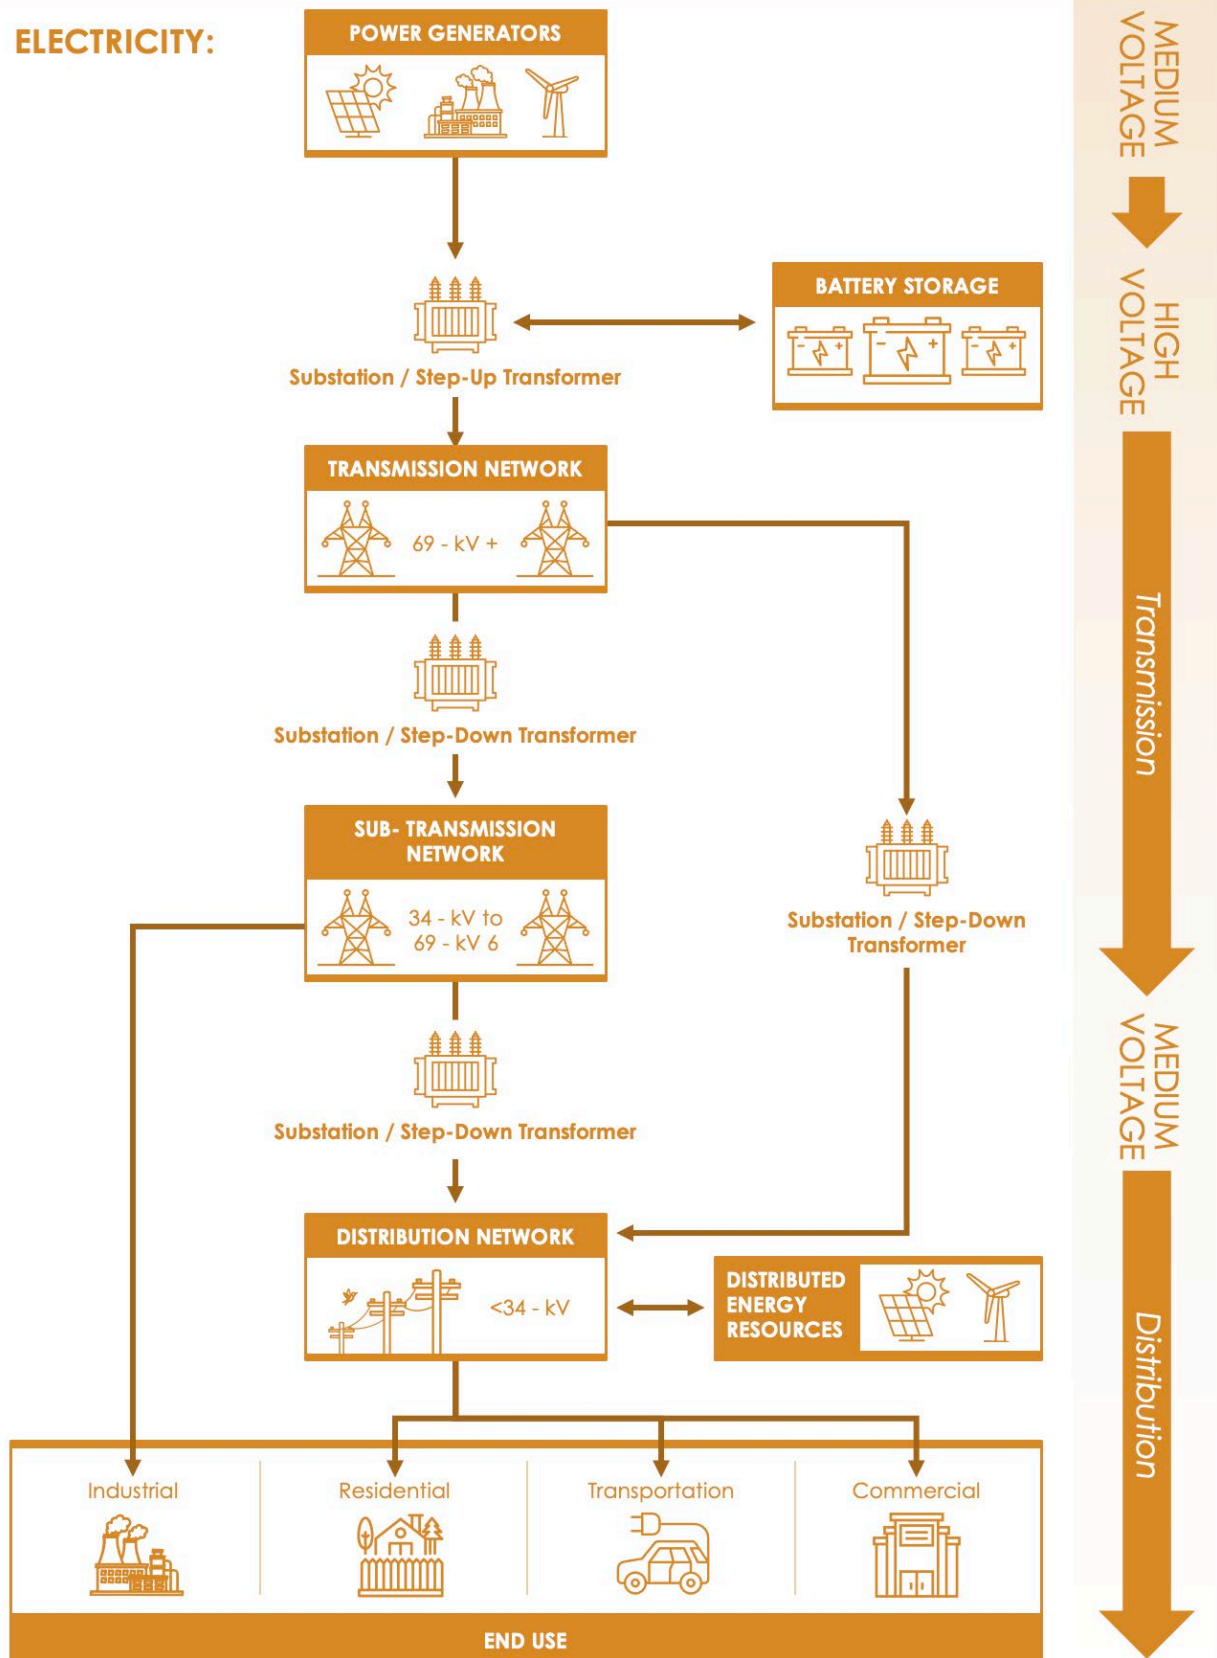 ELECTRICITY:
POWER GENERATORS
BATTERY STORAGE
Substation / Step-Up Transformer
TRANSMISSION NETWORK
69 - kV +
Substation / Step-Down Transformer
SUB- TRANSMISSION
NETWORK
34 - kV to
69 - kV 6
Substation / Step-Down
Transformer
Substation / Step-Down Transformer
DISTRIBUTION NETWORK
<34 - kV
DISTRIBUTED
ENERGY
RESOURCES
Industrial
Residential
Transportation
Commercial
END USE
MEDIUM
VOLTAGE
HIGH
VOLTAGE
Transmission
MEDIUM
VOLTAGE
Distribution